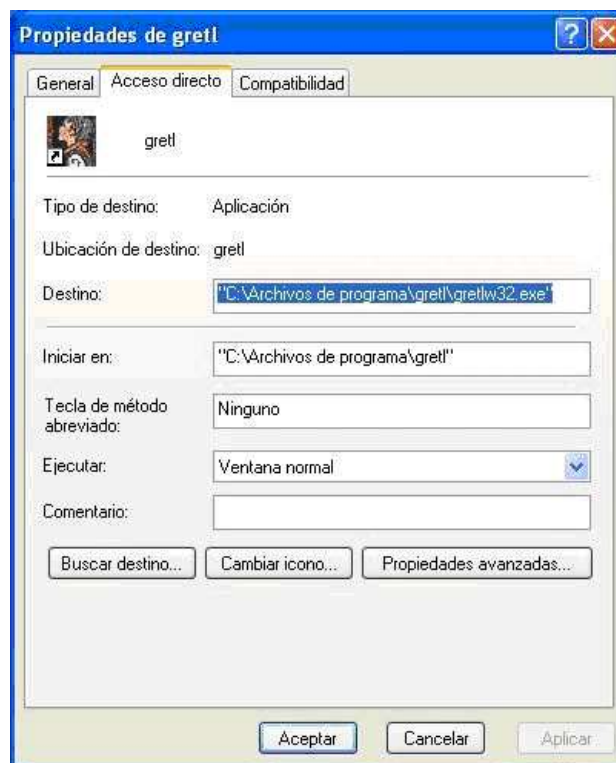 Propiedades de gretl
General Acceso directo Compatibilidad
gretl
Tipo de destino: Aplicación
Ubicación de destino: gretl
Destino: "C:\Archivos de programa\gretl\gretlw32.exe"
Iniciar en: "C:\Archivos de programa\gretl"
Tecla de método abreviado: Ninguno
Ejecutar: Ventana normal
Comentario:
Buscar destino... Cambiar icono... Propiedades avanzadas...
Aceptar Cancelar Aplicar